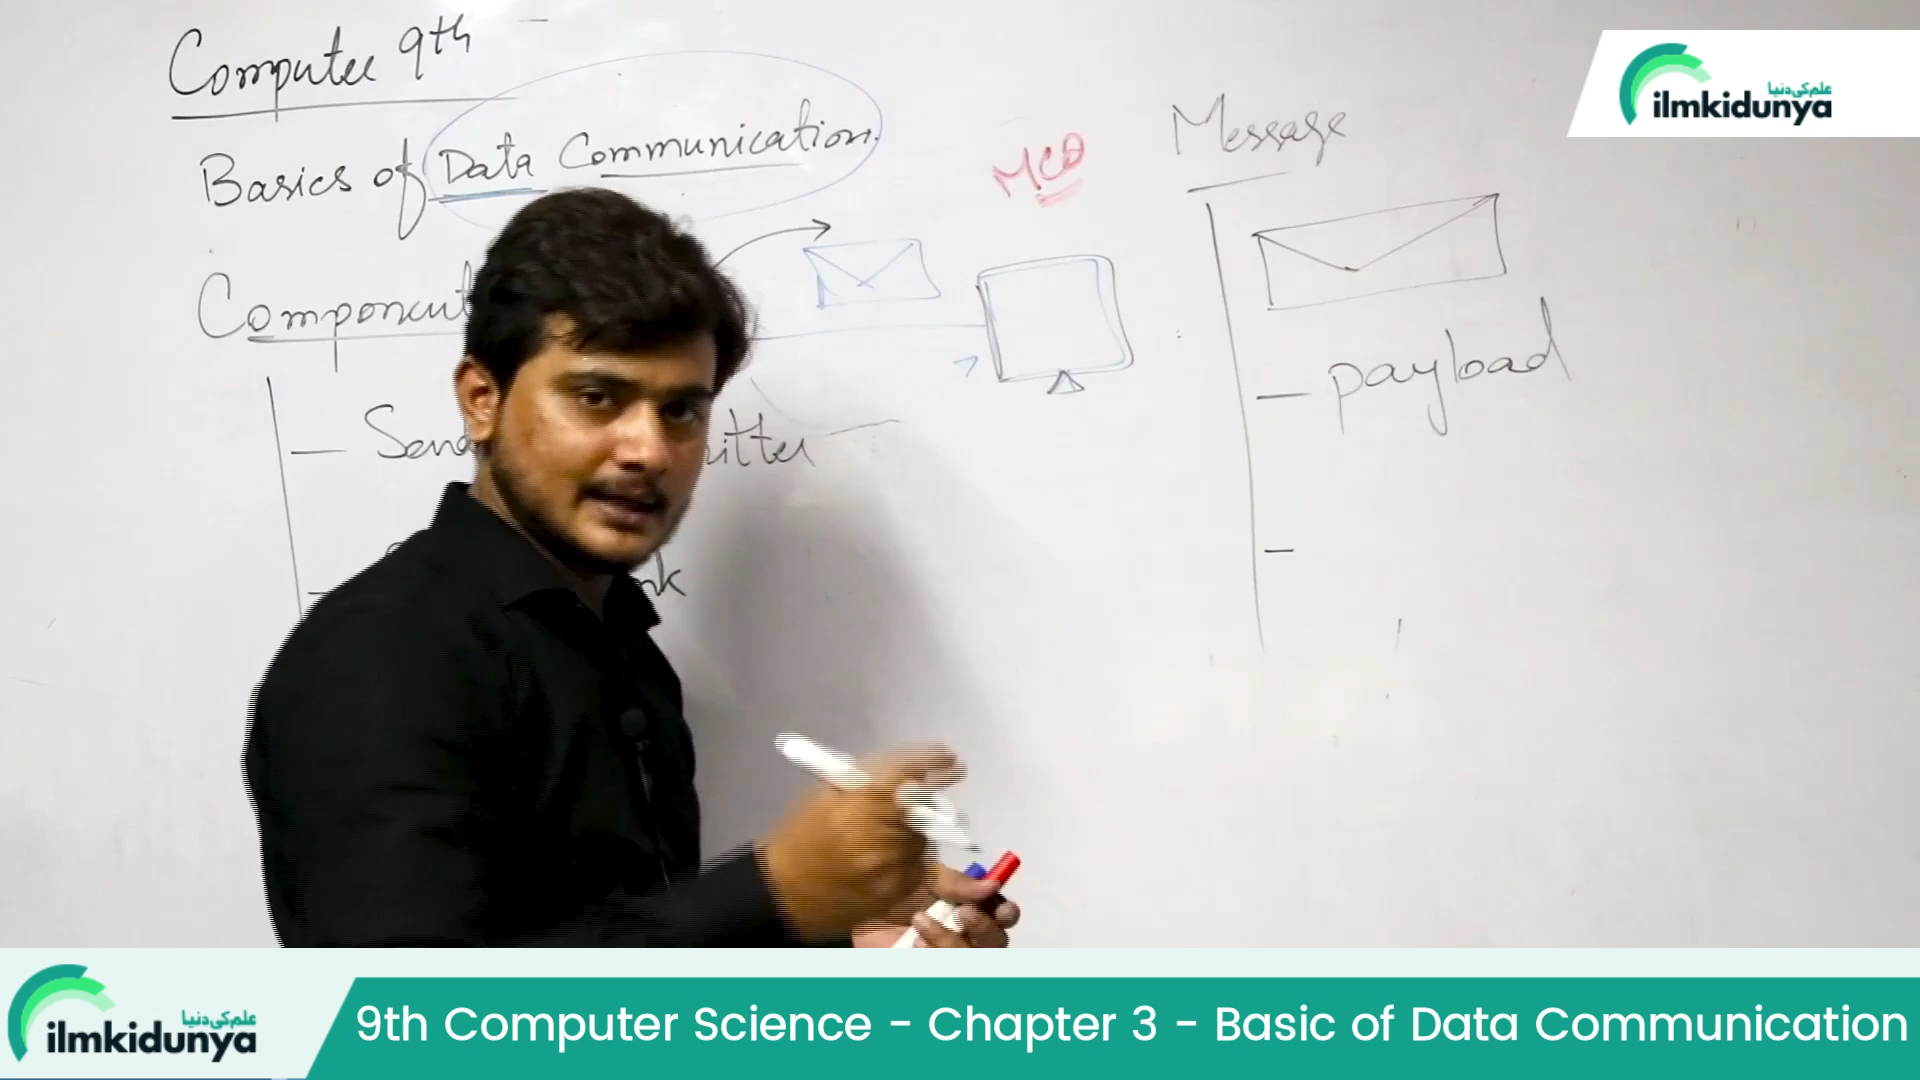 Computer 9th
Basics of Data Communication.
MCQ
Message
payload
علم کی دنیا
ilmkidunya
علم کی دنیا
ilmkidunya
9th Computer Science - Chapter 3 - Basic of Data Communication